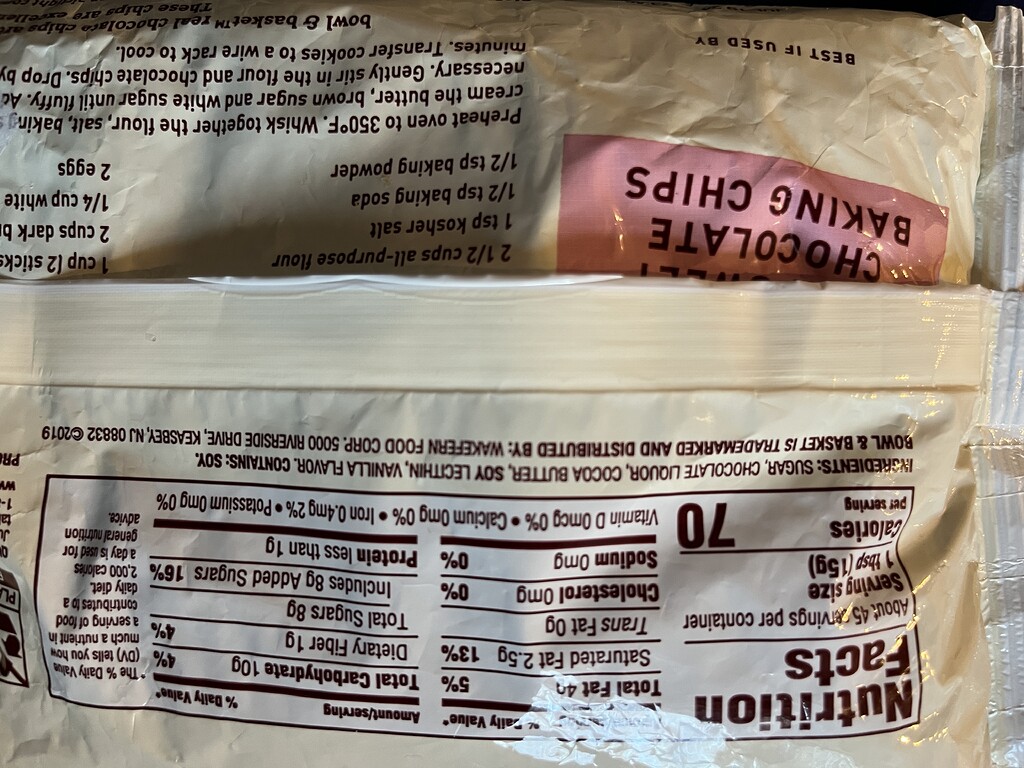 Nutrition
Facts
About 45 servings per container
Serving size
1 tbsp (15g)
Calories
per serving
70
% Daily Value*
Total Fat 4g 5%
Saturated Fat 2.5g 13%
Trans Fat 0g
Cholesterol 0mg 0%
Sodium 0mg 0%
Amount/serving % Daily Value*
Total Carbohydrate 10g 4%
Dietary Fiber 1g 4%
Total Sugars 8g
Includes 8g Added Sugars 16%
Protein less than 1g
Vitamin D 0mcg 0% • Calcium 0mg 0% • Iron 0.4mg 2% • Potassium 0mg 0%
* The % Daily Value
(DV) tells you how
much a nutrient in
a serving of food
contributes to a
daily diet.
2,000 calories
a day is used for
general nutrition
advice.
INGREDIENTS: SUGAR, CHOCOLATE LIQUOR, COCOA BUTTER, SOY LECITHIN, VANILLA FLAVOR. CONTAINS: SOY.
BOWL & BASKET IS TRADEMARKED AND DISTRIBUTED BY: WAKEFERN FOOD CORP. 5000 RIVERSIDE DRIVE, KEASBEY, NJ 08832 ©2019
CHOCOLATE
BAKING CHIPS
BEST IF USED BY
2 1/2 cups all-purpose flour
1 tsp kosher salt
1/2 tsp baking soda
1/2 tsp baking powder
1 cup (2 sticks
2 cups dark
1/4 cup white
2 eggs
Preheat oven to 350°F. Whisk together the flour, salt, baking
cream the butter, brown sugar and white sugar until fluffy.
necessary. Gently stir in the flour and chocolate chips. Drop by
minutes. Transfer cookies to a wire rack to cool.
bowl & basket™ real chocolate chips are
These chips are excellen